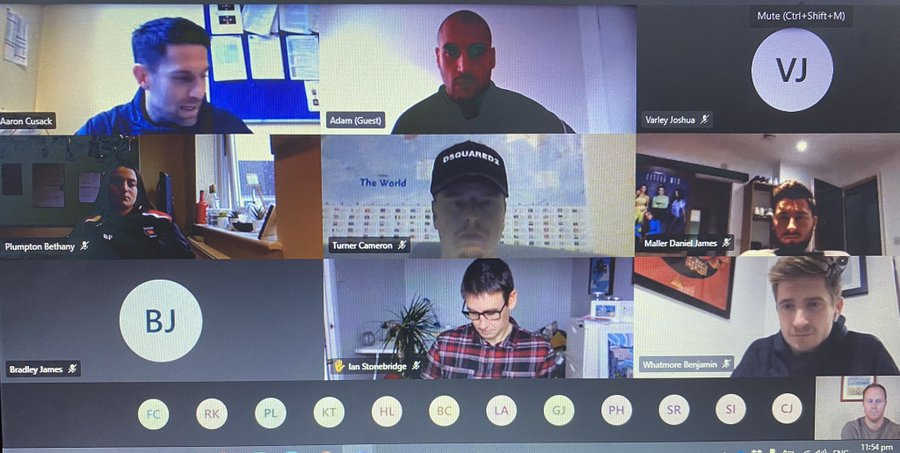 Mute (Ctrl+Shift+M)
VJ
Aaron Cusack
Adam (Guest)
Varley Joshua
DSQUARED2
The World
BP
Plumpton Bethany
Turner Cameron
Maller Daniel James
BJ
Bradley James
Ian Stonebridge
Whatmore Benjamin
FC
RK
PL
KT
HL
BC
LA
GJ
PH
SR
SI
CJ
ENG
11:54 pm